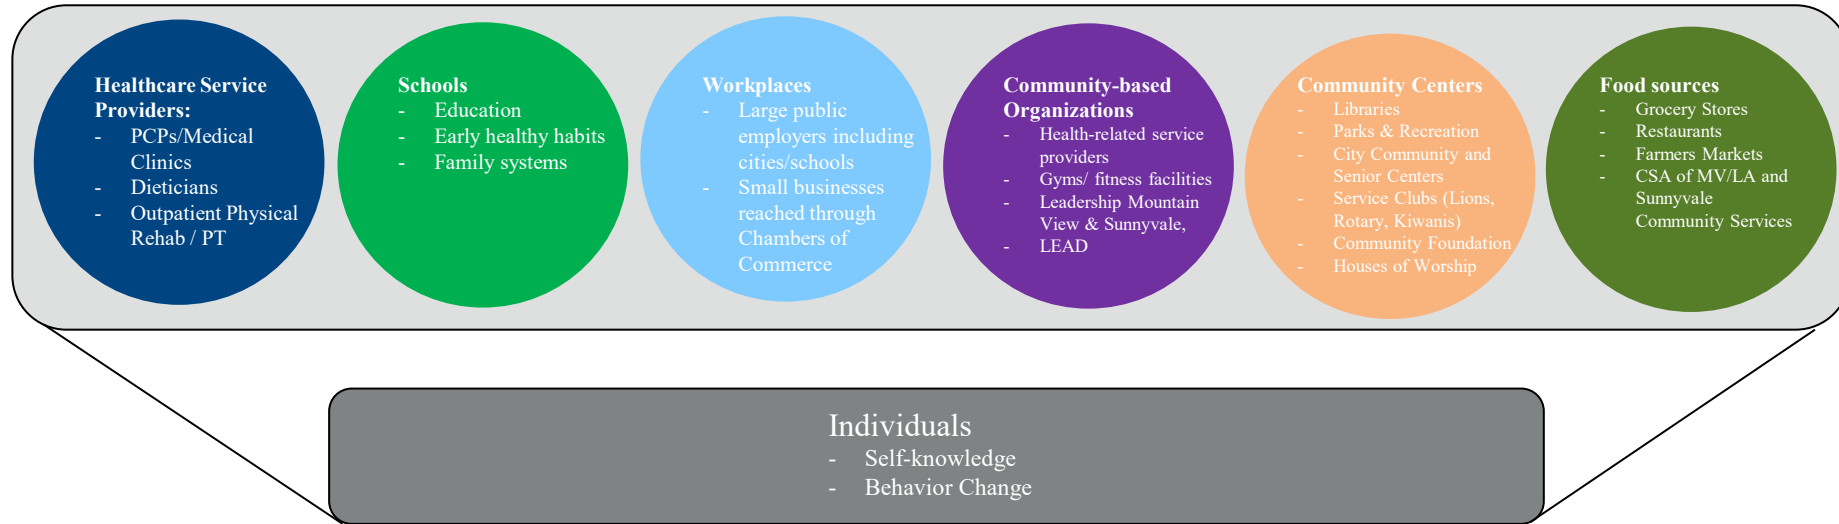 Healthcare Service
Providers:
- PCPs/Medical
Clinics
- Dieticians
- Outpatient Physical
Rehab / PT
Schools
- Education
- Early healthy habits
- Family systems
Workplaces
- Large public
employers including
cities/schools
- Small businesses
reached through
Chambers of
Commerce
Community-based
Organizations
- Health-related service
providers
- Gyms/ fitness facilities
- Leadership Mountain
View & Sunnyvale,
- LEAD
Community Centers
- Libraries
- Parks & Recreation
- City Community and
Senior Centers
- Service Clubs (Lions,
Rotary, Kiwanis)
- Community Foundation
- Houses of Worship
Food sources
- Grocery Stores
- Restaurants
- Farmers Markets
- CSA of MV/LA and
Sunnyvale
Community Services
Individuals
- Self-knowledge
- Behavior Change